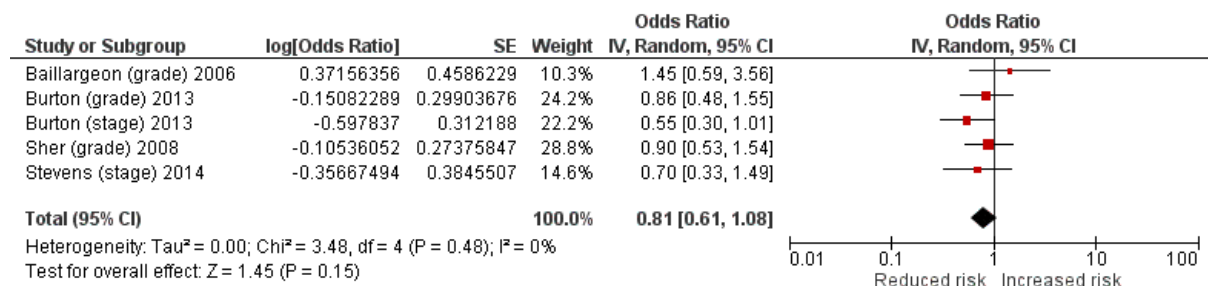 Odds Ratio Odds Ratio
Study or Subgroup log[Odds Ratio] SE Weight IV, Random, 95% CI IV, Random, 95% CI
Baillargeon (grade) 2006 0.37156356 0.4586229 10.3% 1.45 [0.59, 3.56]
Burton (grade) 2013 -0.15082289 0.29903676 24.2% 0.86 [0.48, 1.55]
Burton (stage) 2013 -0.597837 0.312188 22.2% 0.55 [0.30, 1.01]
Sher (grade) 2008 -0.10536052 0.27375847 28.8% 0.90 [0.53, 1.54]
Stevens (stage) 2014 -0.35667494 0.3845507 14.6% 0.70 [0.33, 1.49]
Total (95% CI) 100.0% 0.81 [0.61, 1.08]
Heterogeneity: Tau² = 0.00; Chi² = 3.48, df = 4 (P = 0.48); I² = 0%
Test for overall effect: Z = 1.45 (P = 0.15)
0.01 0.1 1 10 100
Reduced risk Increased risk